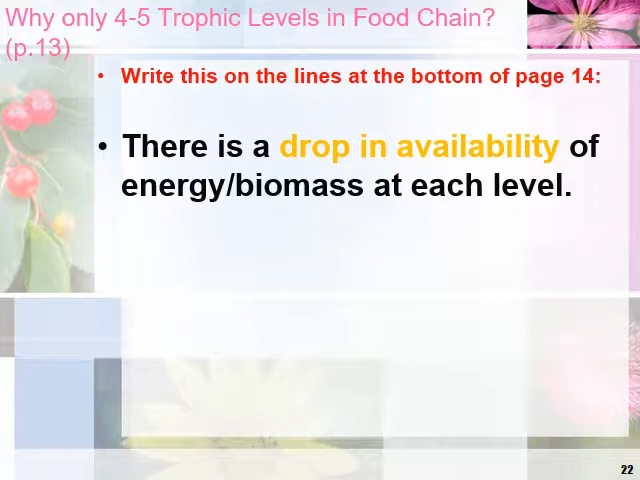 Why only 4-5 Trophic Levels in Food Chain?
(p.13)
• Write this on the lines at the bottom of page 14:
• There is a drop in availability of
energy/biomass at each level.
22